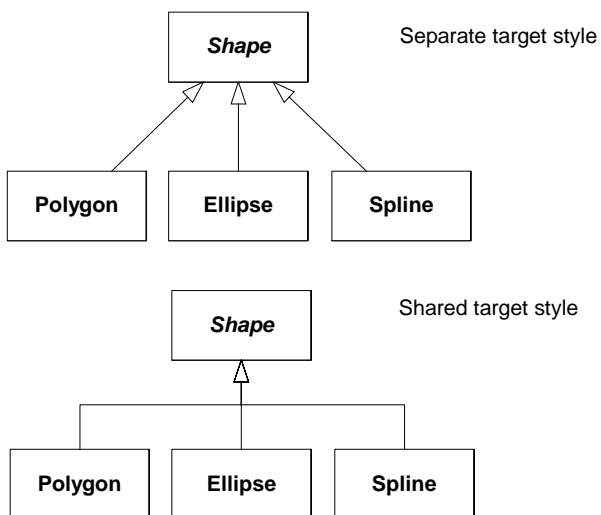 Shape
Separate target style
Polygon
Ellipse
Spline
Shape
Shared target style
Polygon
Ellipse
Spline